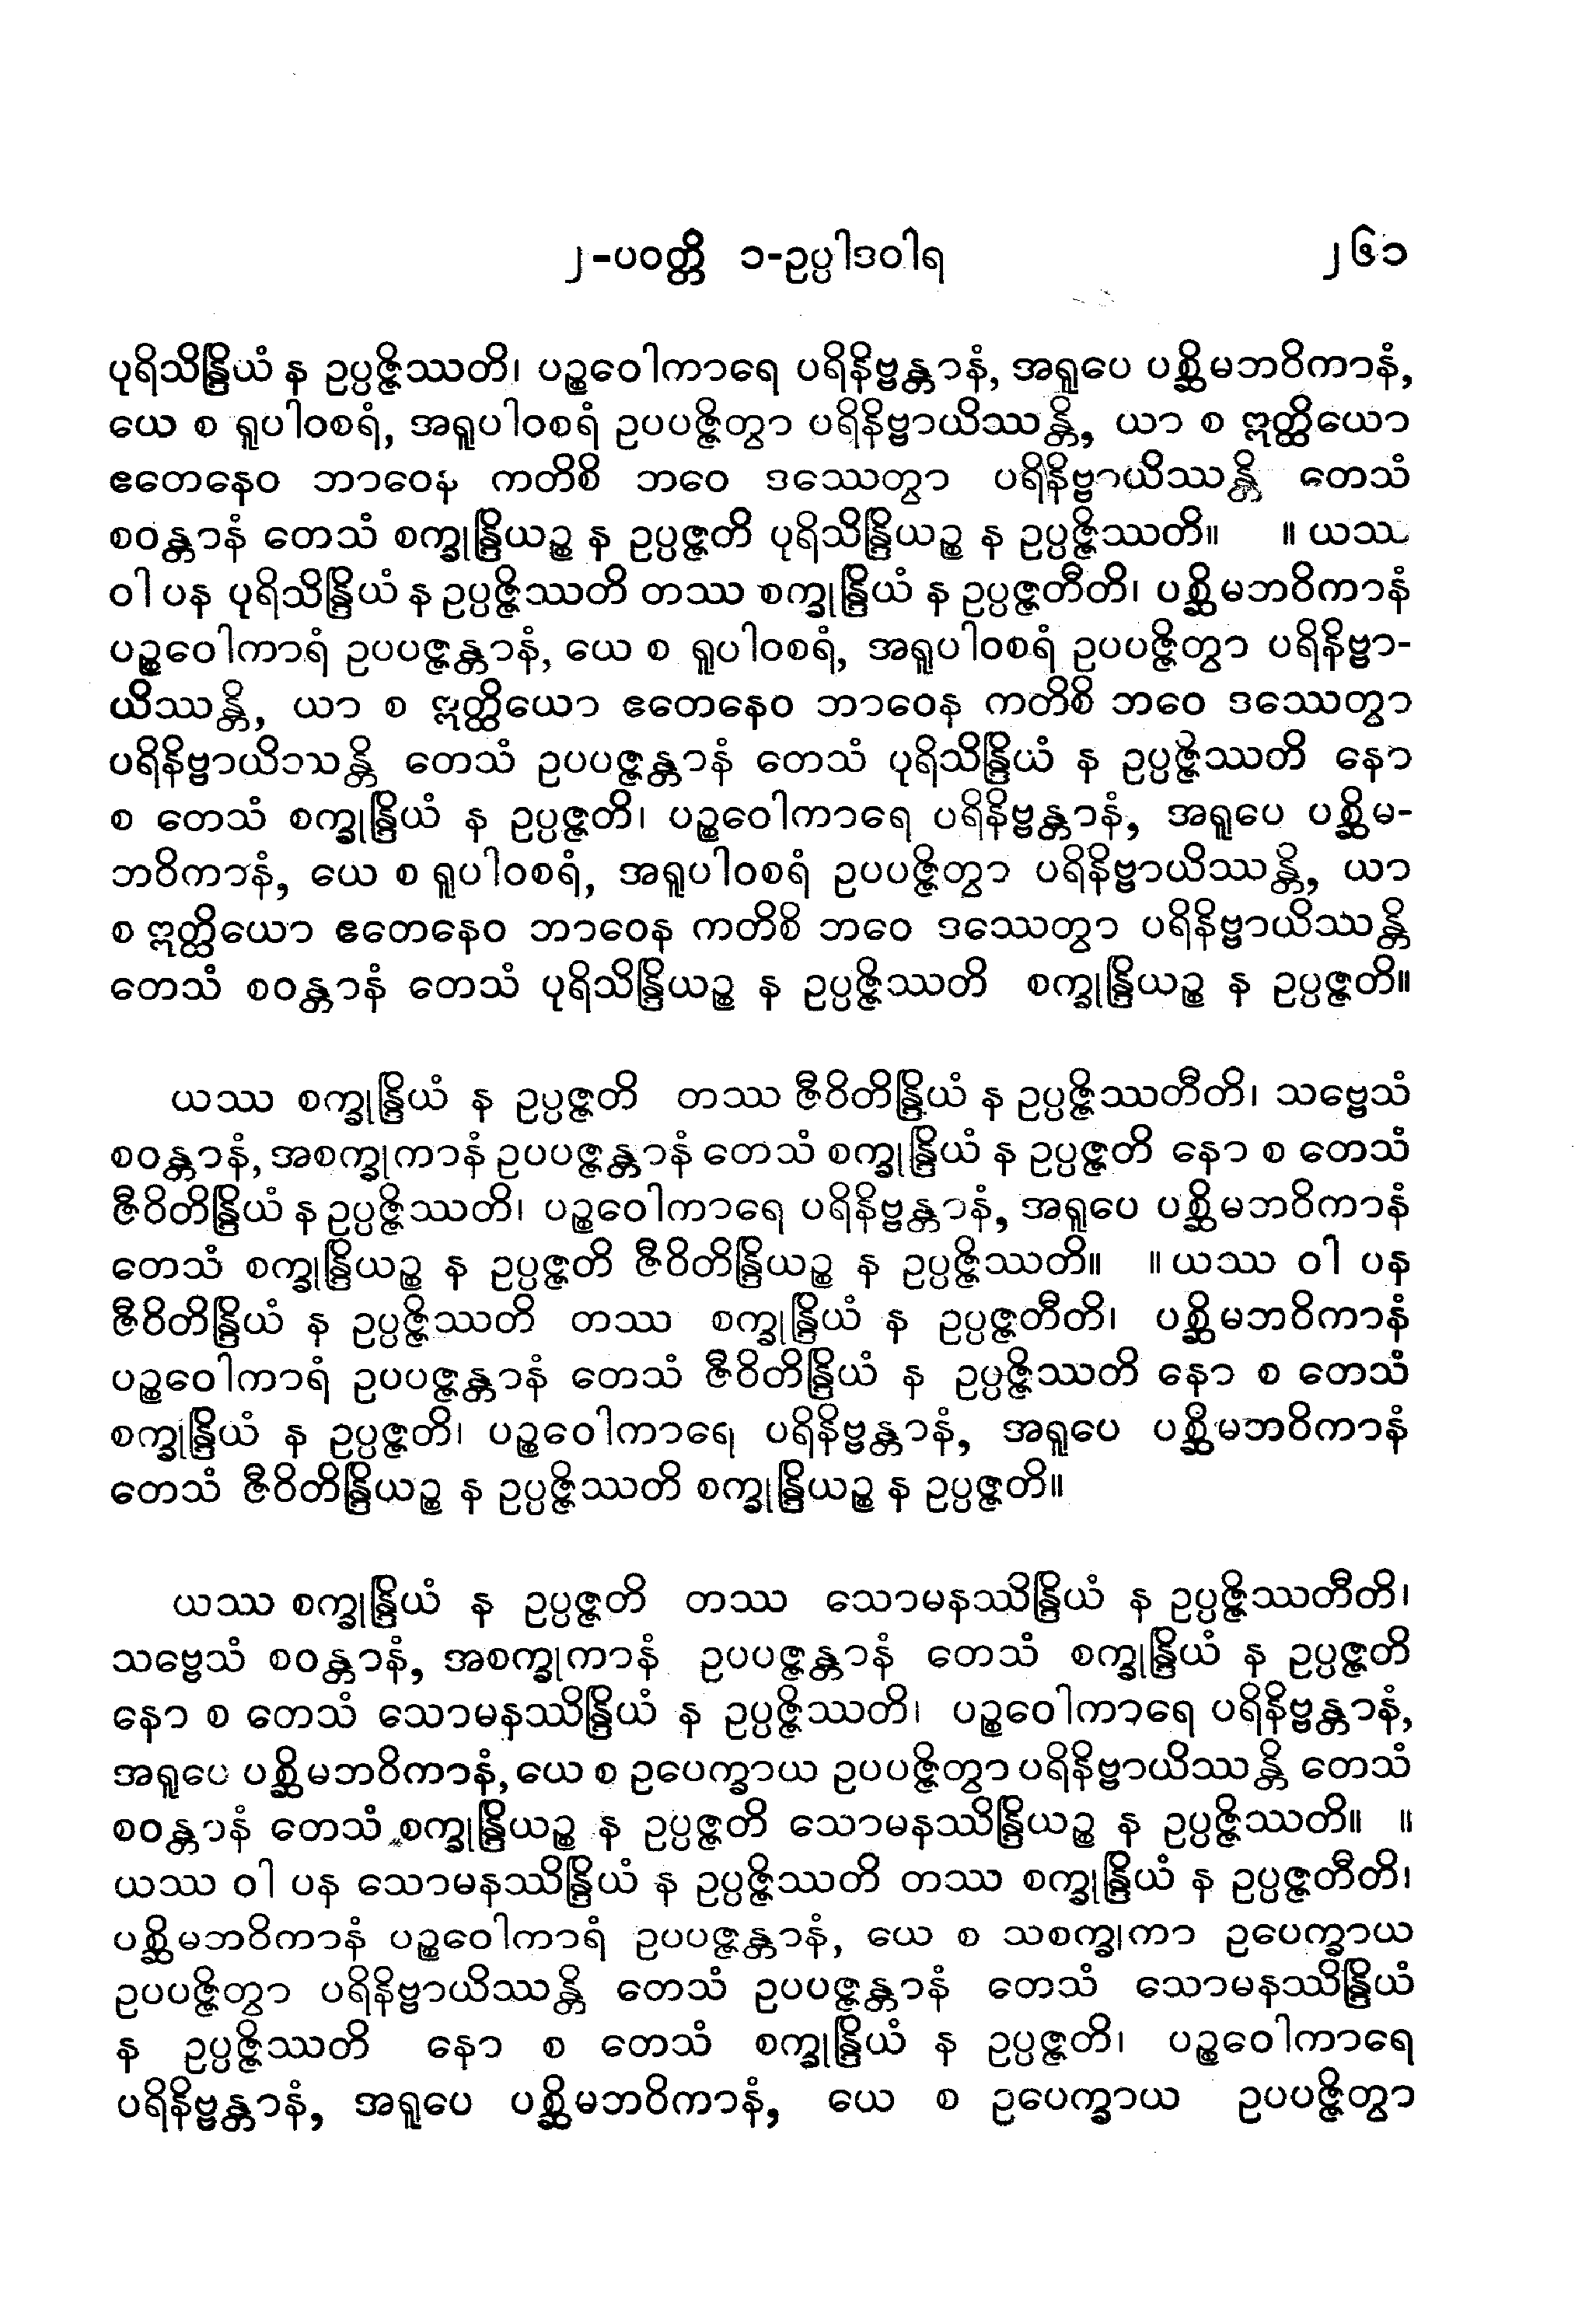 ၂-ပဝတ္တိ ၁-ဥပ္ပါဒဝါရ ၂၆၁
ပုရိသိန္ဒြိယံ န ဥပ္ပဇ္ဇိဿတိ၊ ပဉ္စဝေါကာရေ ပရိနိဗ္ဗန္တာနံ, အရူပေ ပစ္ဆိမဘဝိကာနံ,
ယေ စ ရူပါဝစရံ, အရူပါဝစရံ ဥပပဇ္ဇိတွာ ပရိနိဗ္ဗာယိဿန္တိ, ယာ စ ဣတ္ထိယော
ဧတေနေဝ ဘာဝေန ကတိစိ ဘဝေ ဒဿေတွာ ပရိနိဗ္ဗာယိဿန္တိ တေသံ
စဝန္တာနံ တေသံ စက္ခုန္ဒြိယဉ္စ န ဥပ္ပဇ္ဇတိ ပုရိသိန္ဒြိယဉ္စ န ဥပ္ပဇ္ဇိဿတိ။ ။ ယဿ
ဝါ ပန ပုရိသိန္ဒြိယံ န ဥပ္ပဇ္ဇိဿတိ တဿ စက္ခုန္ဒြိယံ န ဥပ္ပဇ္ဇတီတိ၊ ပစ္ဆိမဘဝိကာနံ
ပဉ္စဝေါကာရံ ဥပပဇ္ဇန္တာနံ, ယေ စ ရူပါဝစရံ, အရူပါဝစရံ ဥပပဇ္ဇိတွာ ပရိနိဗ္ဗာ-
ယိဿန္တိ, ယာ စ ဣတ္ထိယော ဧတေနေဝ ဘာဝေန ကတိစိ ဘဝေ ဒဿေတွာ
ပရိနိဗ္ဗာယိဿန္တိ တေသံ ဥပပဇ္ဇန္တာနံ တေသံ ပုရိသိန္ဒြိယံ န ဥပ္ပဇ္ဇိဿတိ နော
စ တေသံ စက္ခုန္ဒြိယံ န ဥပ္ပဇ္ဇတိ၊ ပဉ္စဝေါကာရေ ပရိနိဗ္ဗန္တာနံ, အရူပေ ပစ္ဆိမ-
ဘဝိကာနံ, ယေ စ ရူပါဝစရံ, အရူပါဝစရံ ဥပပဇ္ဇိတွာ ပရိနိဗ္ဗာယိဿန္တိ, ယာ
စ ဣတ္ထိယော ဧတေနေဝ ဘာဝေန ကတိစိ ဘဝေ ဒဿေတွာ ပရိနိဗ္ဗာယိဿန္တိ
တေသံ စဝန္တာနံ တေသံ ပုရိသိန္ဒြိယဉ္စ န ဥပ္ပဇ္ဇိဿတိ စက္ခုန္ဒြိယဉ္စ န ဥပ္ပဇ္ဇတိ။
ယဿ စက္ခုန္ဒြိယံ န ဥပ္ပဇ္ဇတိ တဿ ဇီဝိတိန္ဒြိယံ န ဥပ္ပဇ္ဇိဿတီတိ၊ သဗ္ဗေသံ
စဝန္တာနံ, အစက္ခုကာနံ ဥပပဇ္ဇန္တာနံ တေသံ စက္ခုန္ဒြိယံ န ဥပ္ပဇ္ဇတိ နော စ တေသံ
ဇီဝိတိန္ဒြိယံ န ဥပ္ပဇ္ဇိဿတိ၊ ပဉ္စဝေါကာရေ ပရိနိဗ္ဗန္တာနံ, အရူပေ ပစ္ဆိမဘဝိကာနံ
တေသံ စက္ခုန္ဒြိယဉ္စ န ဥပ္ပဇ္ဇတိ ဇီဝိတိန္ဒြိယဉ္စ န ဥပ္ပဇ္ဇိဿတိ။ ။ ယဿ ဝါ ပန
ဇီဝိတိန္ဒြိယံ န ဥပ္ပဇ္ဇိဿတိ တဿ စက္ခုန္ဒြိယံ န ဥပ္ပဇ္ဇတီတိ၊ ပစ္ဆိမဘဝိကာနံ
ပဉ္စဝေါကာရံ ဥပပဇ္ဇန္တာနံ တေသံ ဇီဝိတိန္ဒြိယံ န ဥပ္ပဇ္ဇိဿတိ နော စ တေသံ
စက္ခုန္ဒြိယံ န ဥပ္ပဇ္ဇတိ၊ ပဉ္စဝေါကာရေ ပရိနိဗ္ဗန္တာနံ, အရူပေ ပစ္ဆိမဘဝိကာနံ
တေသံ ဇီဝိတိန္ဒြိယဉ္စ န ဥပ္ပဇ္ဇိဿတိ စက္ခုန္ဒြိယဉ္စ န ဥပ္ပဇ္ဇတိ။
ယဿ စက္ခုန္ဒြိယံ န ဥပ္ပဇ္ဇတိ တဿ သောမနဿိန္ဒြိယံ န ဥပ္ပဇ္ဇိဿတီတိ၊
သဗ္ဗေသံ စဝန္တာနံ, အစက္ခုကာနံ ဥပပဇ္ဇန္တာနံ တေသံ စက္ခုန္ဒြိယံ န ဥပ္ပဇ္ဇတိ
နော စ တေသံ သောမနဿိန္ဒြိယံ န ဥပ္ပဇ္ဇိဿတိ၊ ပဉ္စဝေါကာရေ ပရိနိဗ္ဗန္တာနံ,
အရူပေ ပစ္ဆိမဘဝိကာနံ, ယေ စ ဥပေက္ခာယ ဥပပဇ္ဇိတွာ ပရိနိဗ္ဗာယိဿန္တိ တေသံ
စဝန္တာနံ တေသံ စက္ခုန္ဒြိယဉ္စ န ဥပ္ပဇ္ဇတိ သောမနဿိန္ဒြိယဉ္စ န ဥပ္ပဇ္ဇိဿတိ။ ။
ယဿ ဝါ ပန သောမနဿိန္ဒြိယံ န ဥပ္ပဇ္ဇိဿတိ တဿ စက္ခုန္ဒြိယံ န ဥပ္ပဇ္ဇတီတိ၊
ပစ္ဆိမဘဝိကာနံ ပဉ္စဝေါကာရံ ဥပပဇ္ဇန္တာနံ, ယေ စ သစက္ခုကာ ဥပေက္ခာယ
ဥပပဇ္ဇိတွာ ပရိနိဗ္ဗာယိဿန္တိ တေသံ ဥပပဇ္ဇန္တာနံ တေသံ သောမနဿိန္ဒြိယံ
န ဥပ္ပဇ္ဇိဿတိ နော စ တေသံ စက္ခုန္ဒြိယံ န ဥပ္ပဇ္ဇတိ၊ ပဉ္စဝေါကာရေ
ပရိနိဗ္ဗန္တာနံ, အရူပေ ပစ္ဆိမဘဝိကာနံ, ယေ စ ဥပေက္ခာယ ဥပပဇ္ဇိတွာ